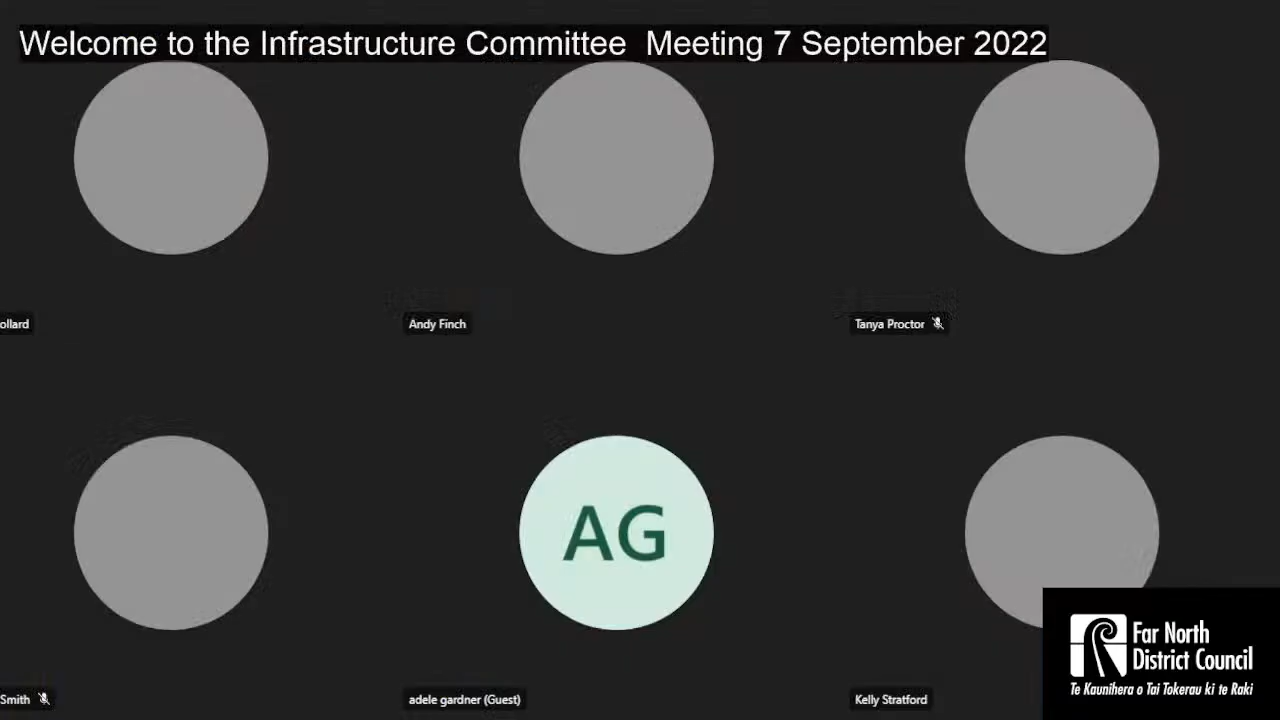 Welcome to the Infrastructure Committee  Meeting 7 September 2022
ollard
Andy Finch
Tanya Proctor
AG
Smith
adele gardner (Guest)
Kelly Stratford
Far North
District Council
Te Kaunihera o Tai Tokerau ki te Raki